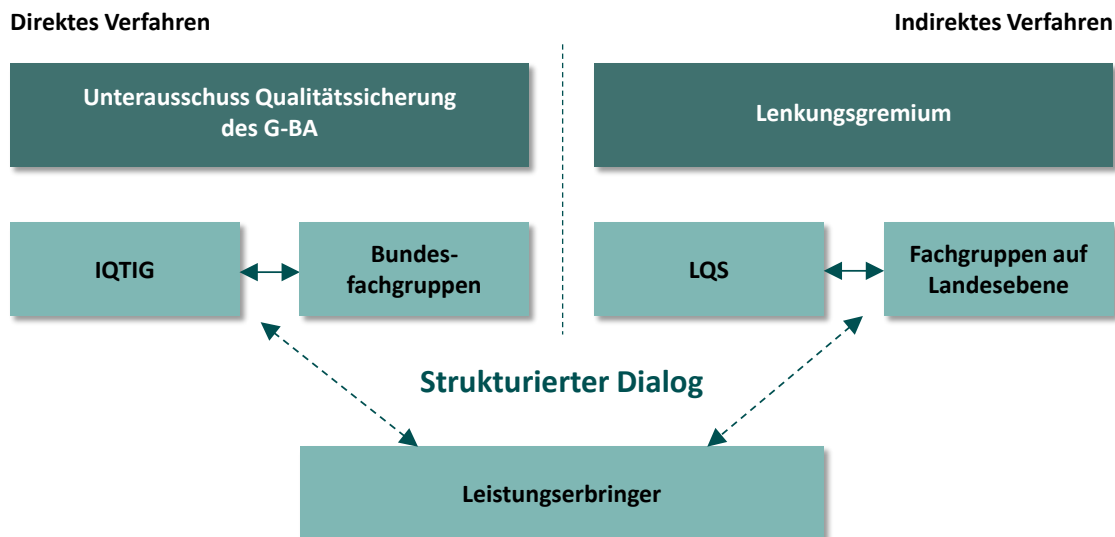 Direktes Verfahren
Indirektes Verfahren
Unterausschuss Qualitätssicherung
des G-BA
Lenkungsgremium
IQTIG
Bundes-
fachgruppen
LQS
Fachgruppen auf
Landesebene
Strukturierter Dialog
Leistungserbringer